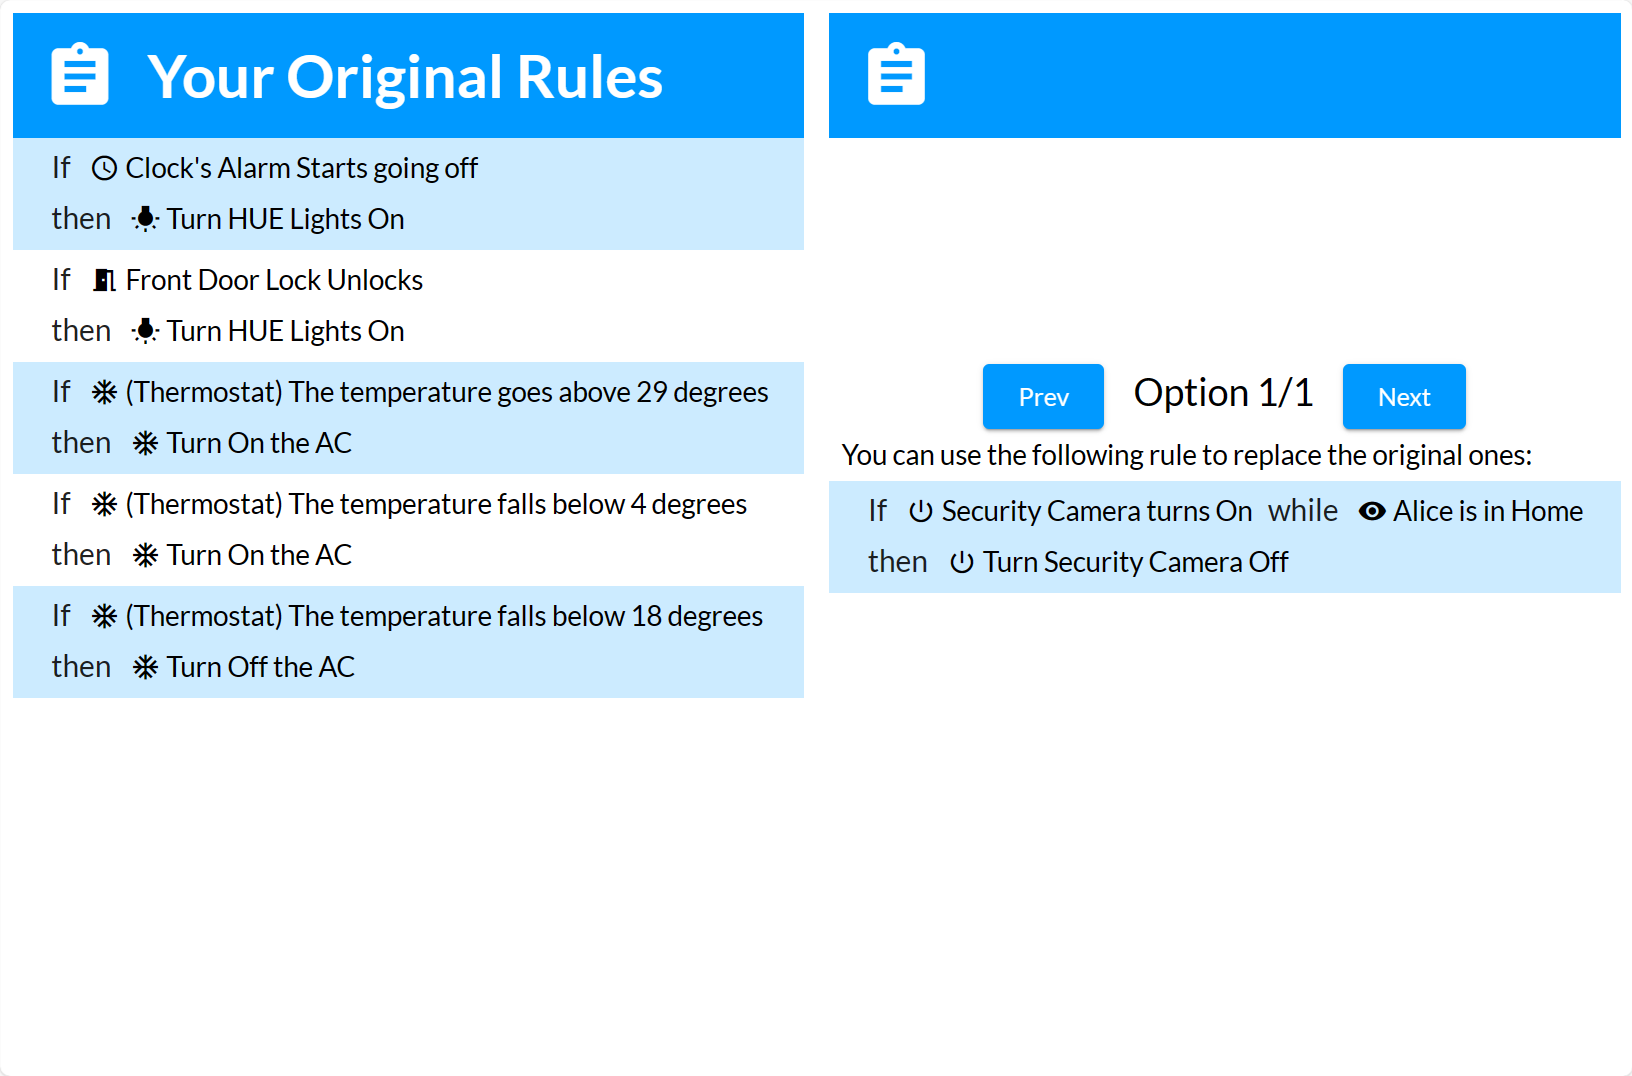 Your Original Rules
If Clock's Alarm Starts going off
then Turn HUE Lights On
If Front Door Lock Unlocks
then Turn HUE Lights On
If (Thermostat) The temperature goes above 29 degrees
then Turn On the AC
If (Thermostat) The temperature falls below 4 degrees
then Turn On the AC
If (Thermostat) The temperature falls below 18 degrees
then Turn Off the AC
Prev Option 1/1 Next
You can use the following rule to replace the original ones:
If Security Camera turns On while Alice is in Home
then Turn Security Camera Off